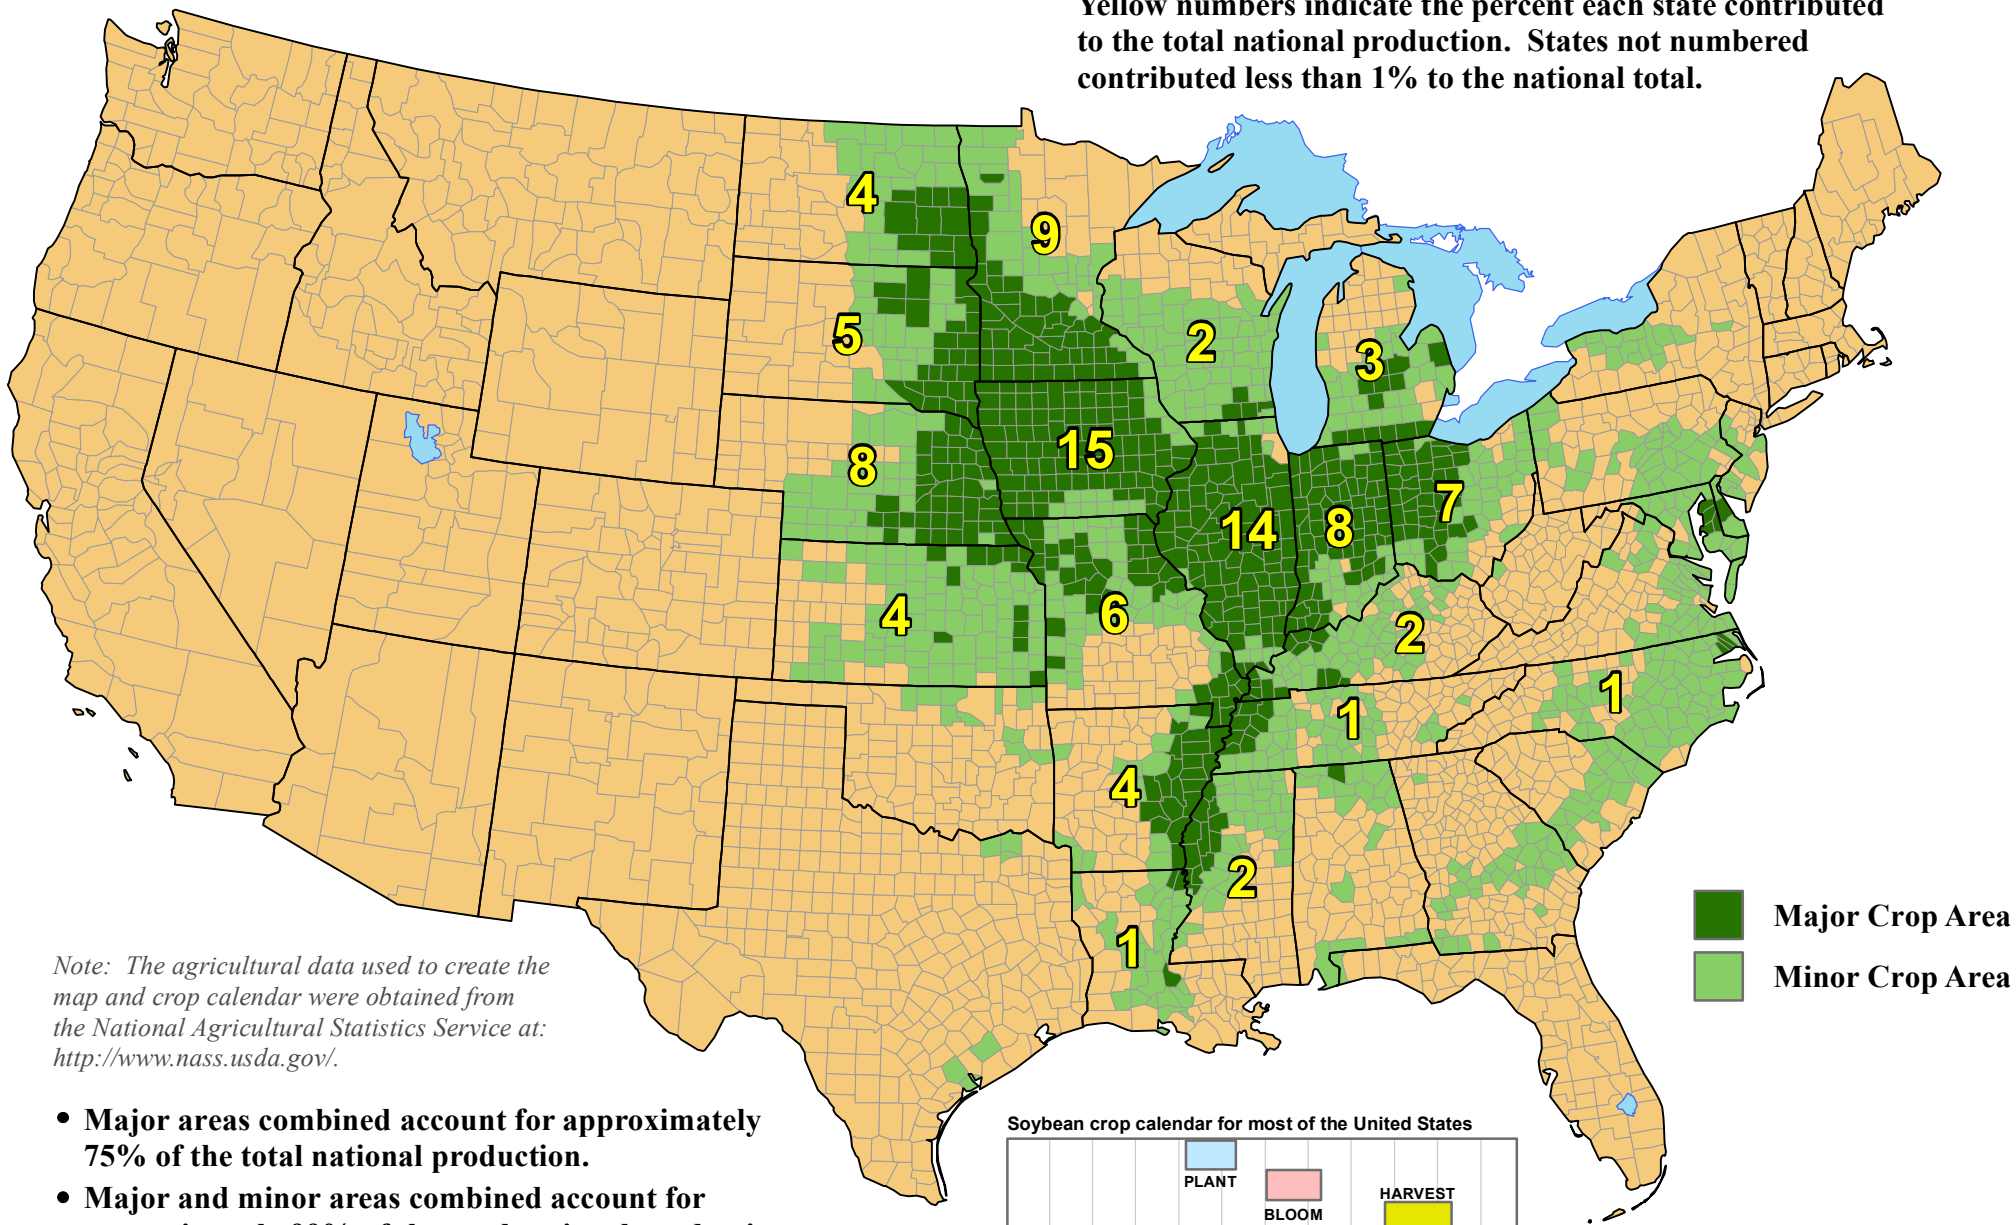 Yellow numbers indicate the percent each state contributed
to the total national production. States not numbered
contributed less than 1% to the national total.
4
9
5
2
3
8
15
14
8
7
4
6
2
1
1
4
2
1
Major Crop Area
Minor Crop Area
Note: The agricultural data used to create the
map and crop calendar were obtained from
the National Agricultural Statistics Service at:
http://www.nass.usda.gov/.
• Major areas combined account for approximately
75% of the total national production.
• Major and minor areas combined account for
Soybean crop calendar for most of the United States
PLANT
BLOOM
HARVEST